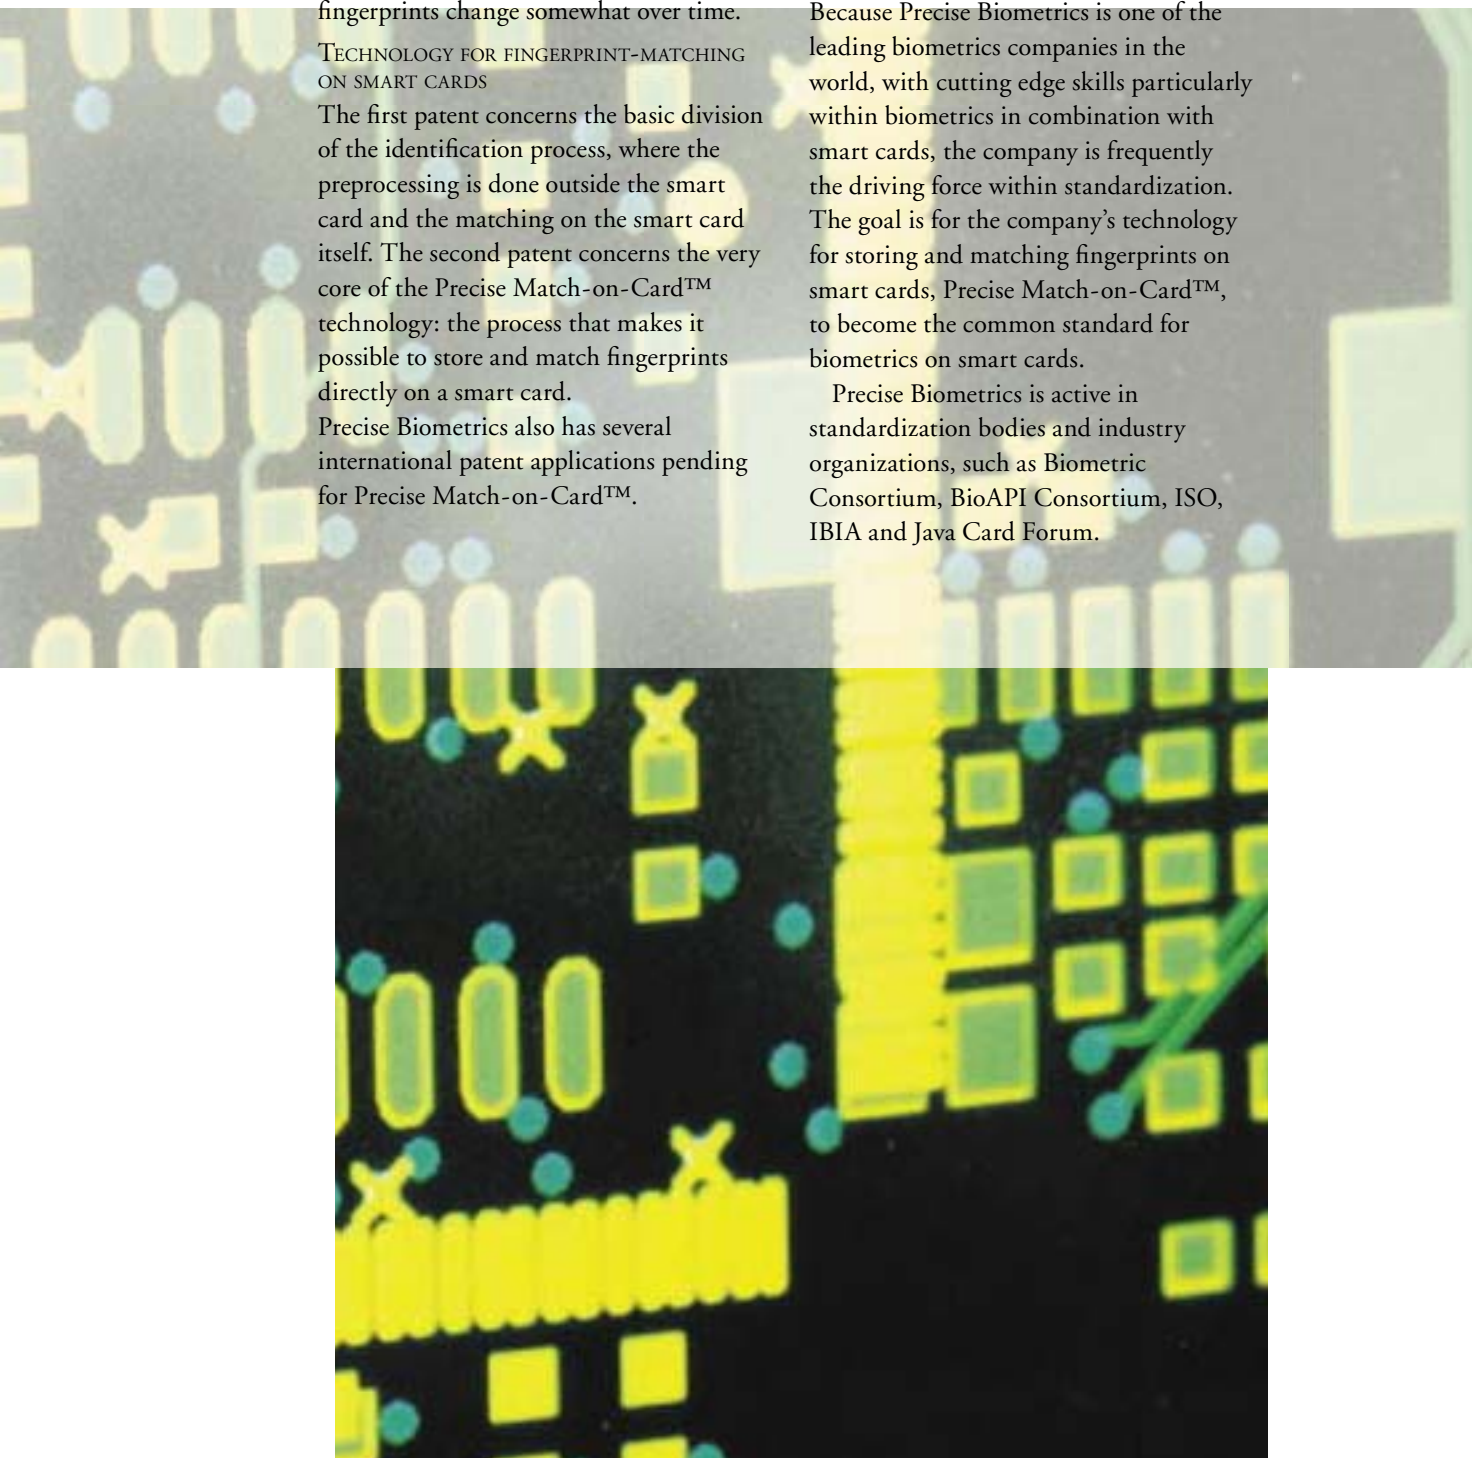 fingerprints change somewhat over time.
Technology for fingerprint-matching
on smart cards
The first patent concerns the basic division
of the identification process, where the
preprocessing is done outside the smart
card and the matching on the smart card
itself. The second patent concerns the very
core of the Precise Match-on-Card™
technology: the process that makes it
possible to store and match fingerprints
directly on a smart card.
Precise Biometrics also has several
international patent applications pending
for Precise Match-on-Card™.
Because Precise Biometrics is one of the
leading biometrics companies in the
world, with cutting edge skills particularly
within biometrics in combination with
smart cards, the company is frequently
the driving force within standardization.
The goal is for the company’s technology
for storing and matching fingerprints on
smart cards, Precise Match-on-Card™,
to become the common standard for
biometrics on smart cards.
Precise Biometrics is active in
standardization bodies and industry
organizations, such as Biometric
Consortium, BioAPI Consortium, ISO,
IBIA and Java Card Forum.